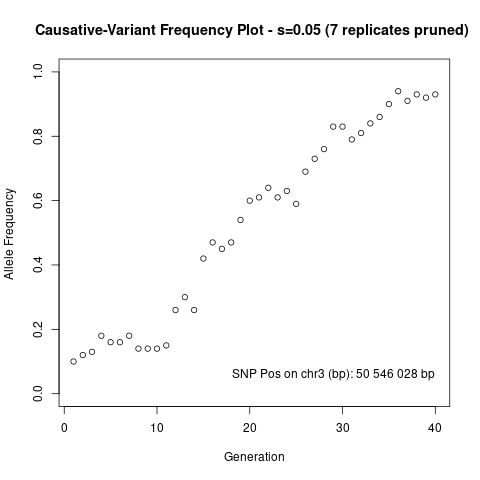 Causative-Variant Frequency Plot - s=0.05 (7 replicates pruned)
Allele Frequency
1.0
0.8
0.6
0.4
0.2
0.0
SNP Pos on chr3 (bp): 50 546 028 bp
0 10 20 30 40
Generation